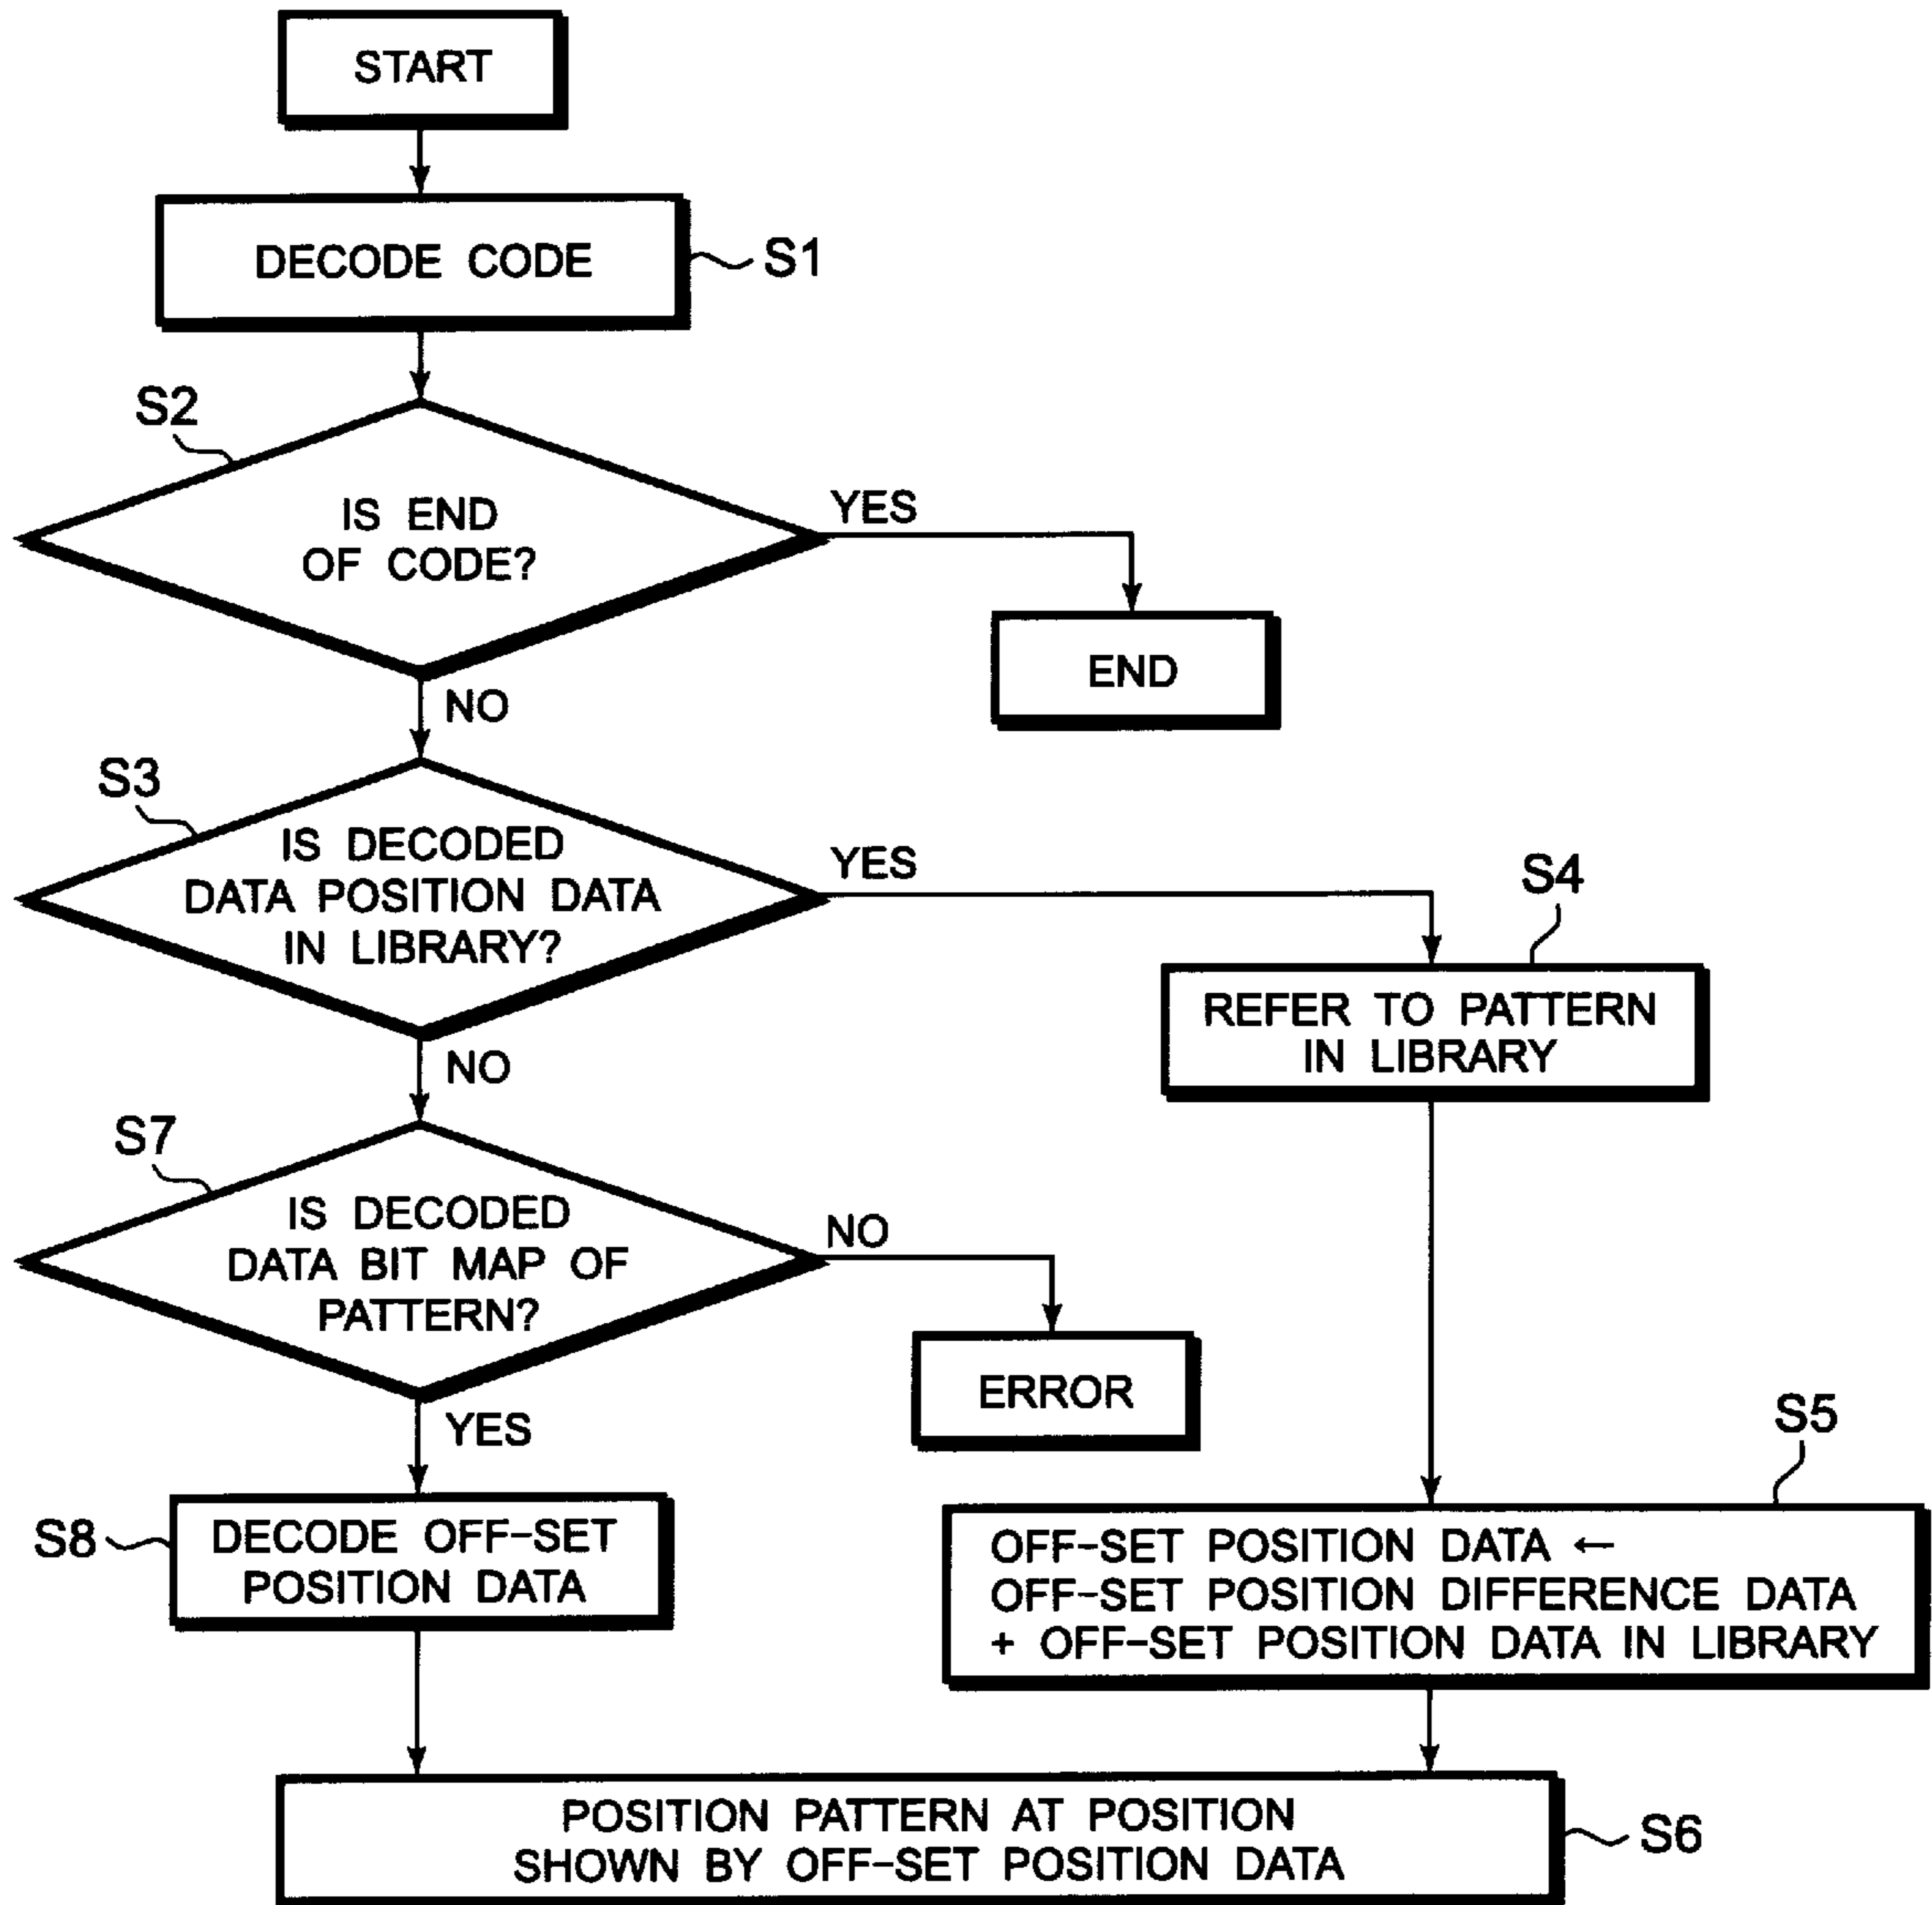 START
DECODE CODE
S1
S2
IS END
OF CODE?
YES
END
NO
S3
IS DECODED
DATA POSITION DATA
IN LIBRARY?
YES
S4
REFER TO PATTERN
IN LIBRARY
NO
S7
IS DECODED
DATA BIT MAP OF
PATTERN?
NO
ERROR
YES
S5
S8
DECODE OFF-SET
POSITION DATA
OFF-SET POSITION DATA ←
OFF-SET POSITION DIFFERENCE DATA
+ OFF-SET POSITION DATA IN LIBRARY
POSITION PATTERN AT POSITION
SHOWN BY OFF-SET POSITION DATA
S6